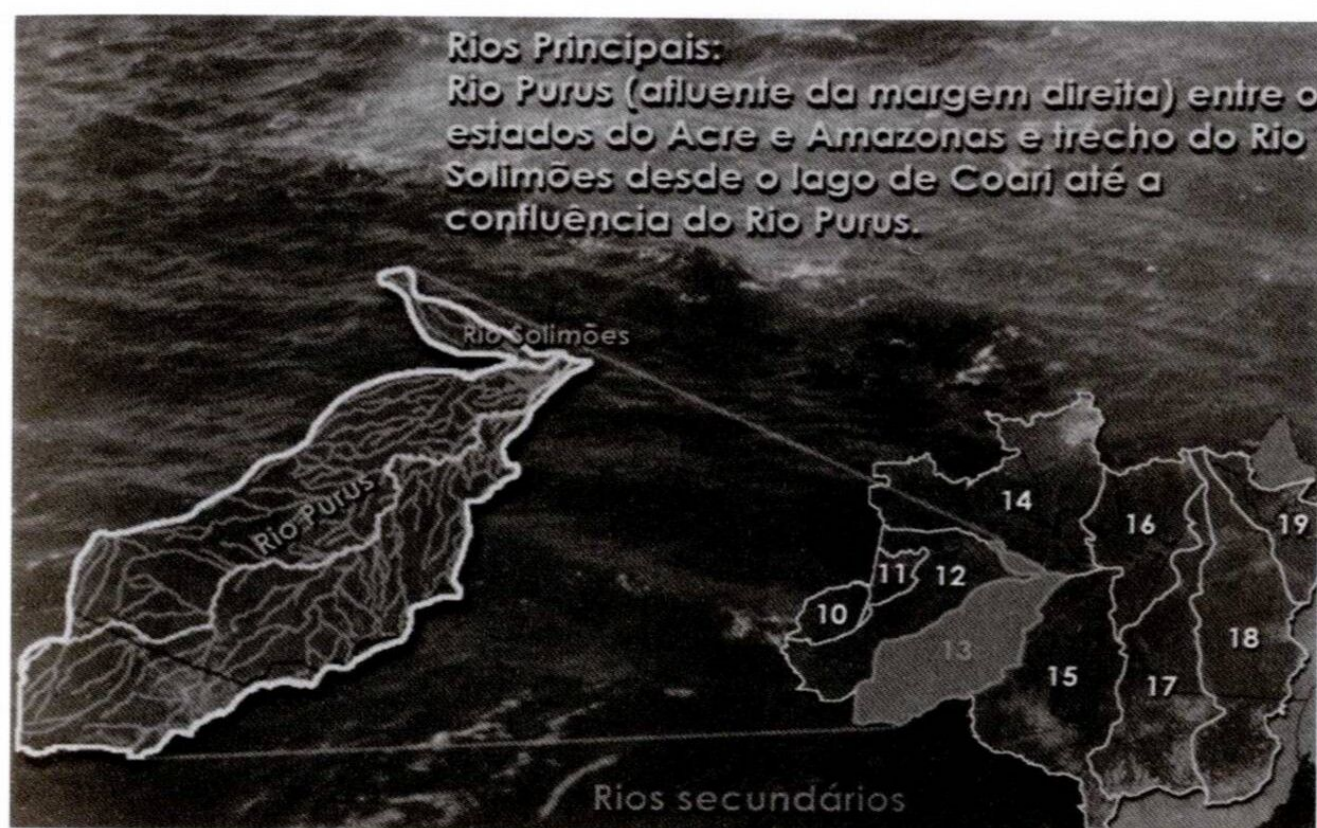 Rios Principais:
Rio Purus (afluente da margem direita) entre o
estados do Acre e Amazonas e trecho do Rio
Solimões desde o lago de Coari até a
confluência do Rio Purus.
Rio Solimões
Rio Purus
14
16
19
11
12
10
18
13
15
17
Rios secundários